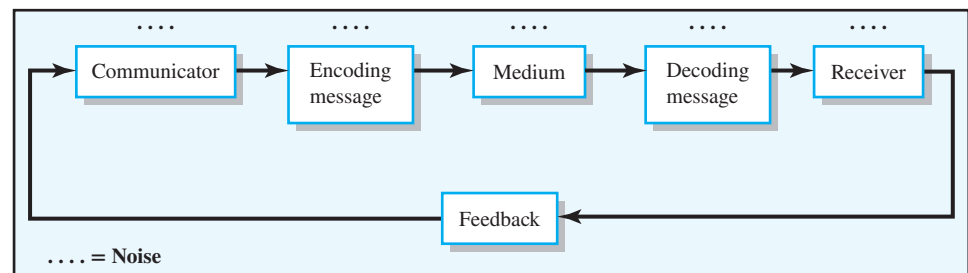 .... .... .... .... ....
Communicator
Encoding
message
Medium
Decoding
message
Receiver
Feedback
.... = Noise